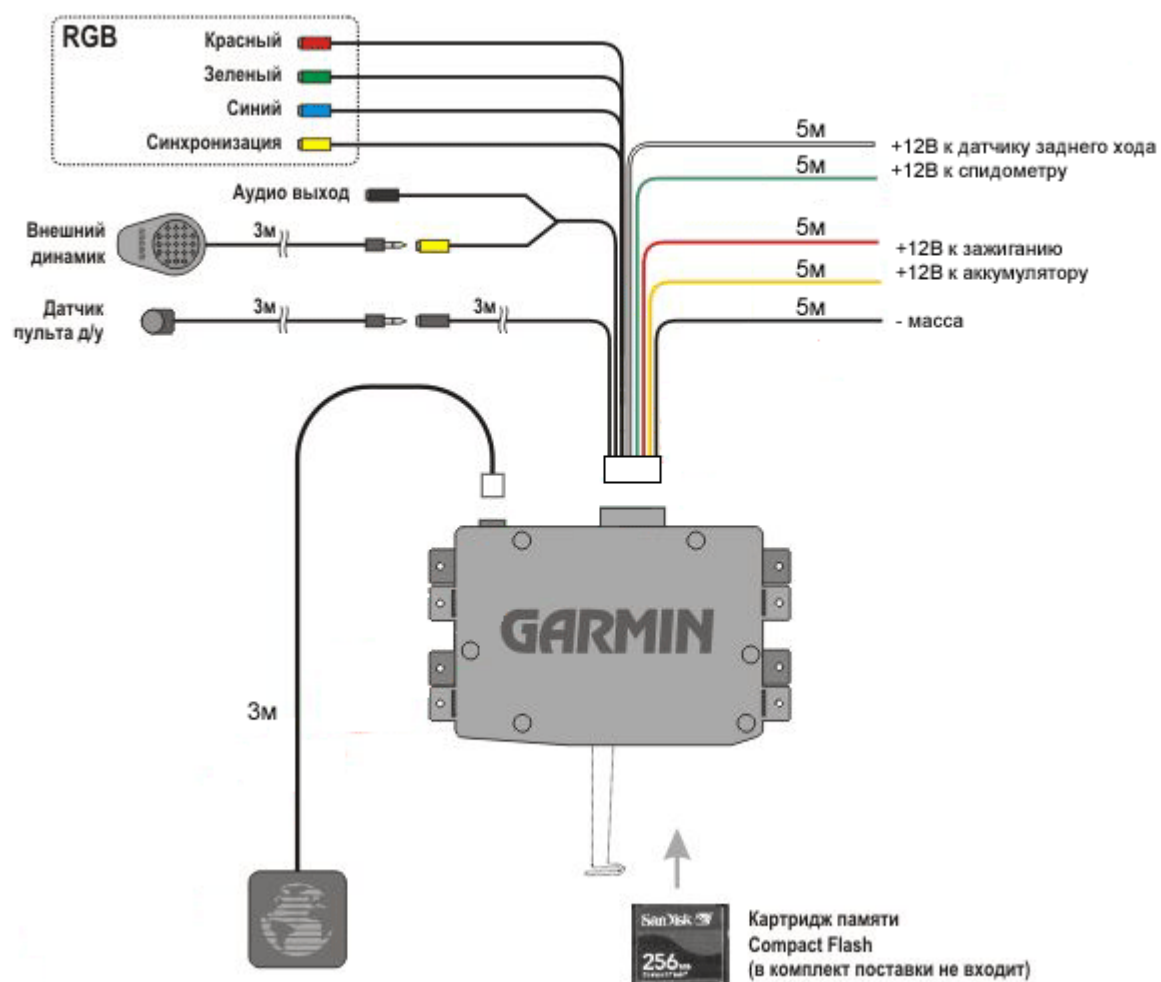 RGB
Красный
Зеленый
Синий
Синхронизация
Аудио выход
Внешний
динамик
3м
Датчик
пульта д/у
3м
3м
5м
+12В к датчику заднего хода
5м
+12В к спидометру
5м
+12В к зажиганию
5м
+12В к аккумулятору
5м
- масса
GARMIN
3м
SanDisk
256
Картридж памяти
Compact Flash
(в комплект поставки не входит)